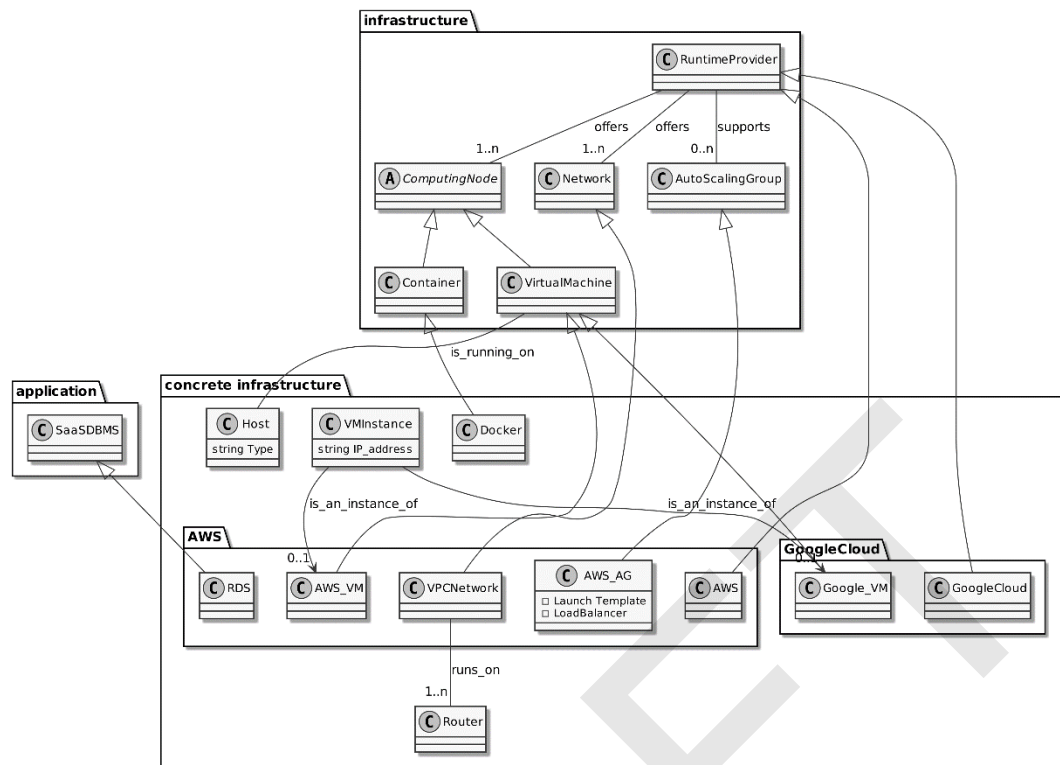 infrastructure
C RuntimeProvider
offers
offers
supports
1..n
1..n
0..n
A ComputingNode
C Network
C AutoScalingGroup
C Container
C VirtualMachine
is_running_on
application
concrete infrastructure
C SaaSDBMS
C Host
string Type
C VMInstance
string IP_address
C Docker
is_an_instance_of
is_an_instance_of
AWS
GoogleCloud
0..1
C RDS
C AWS_VM
C VPCNetwork
C AWS_AG
Launch Template
LoadBalancer
C AWS
C Google_VM
C GoogleCloud
runs_on
1..n
C Router